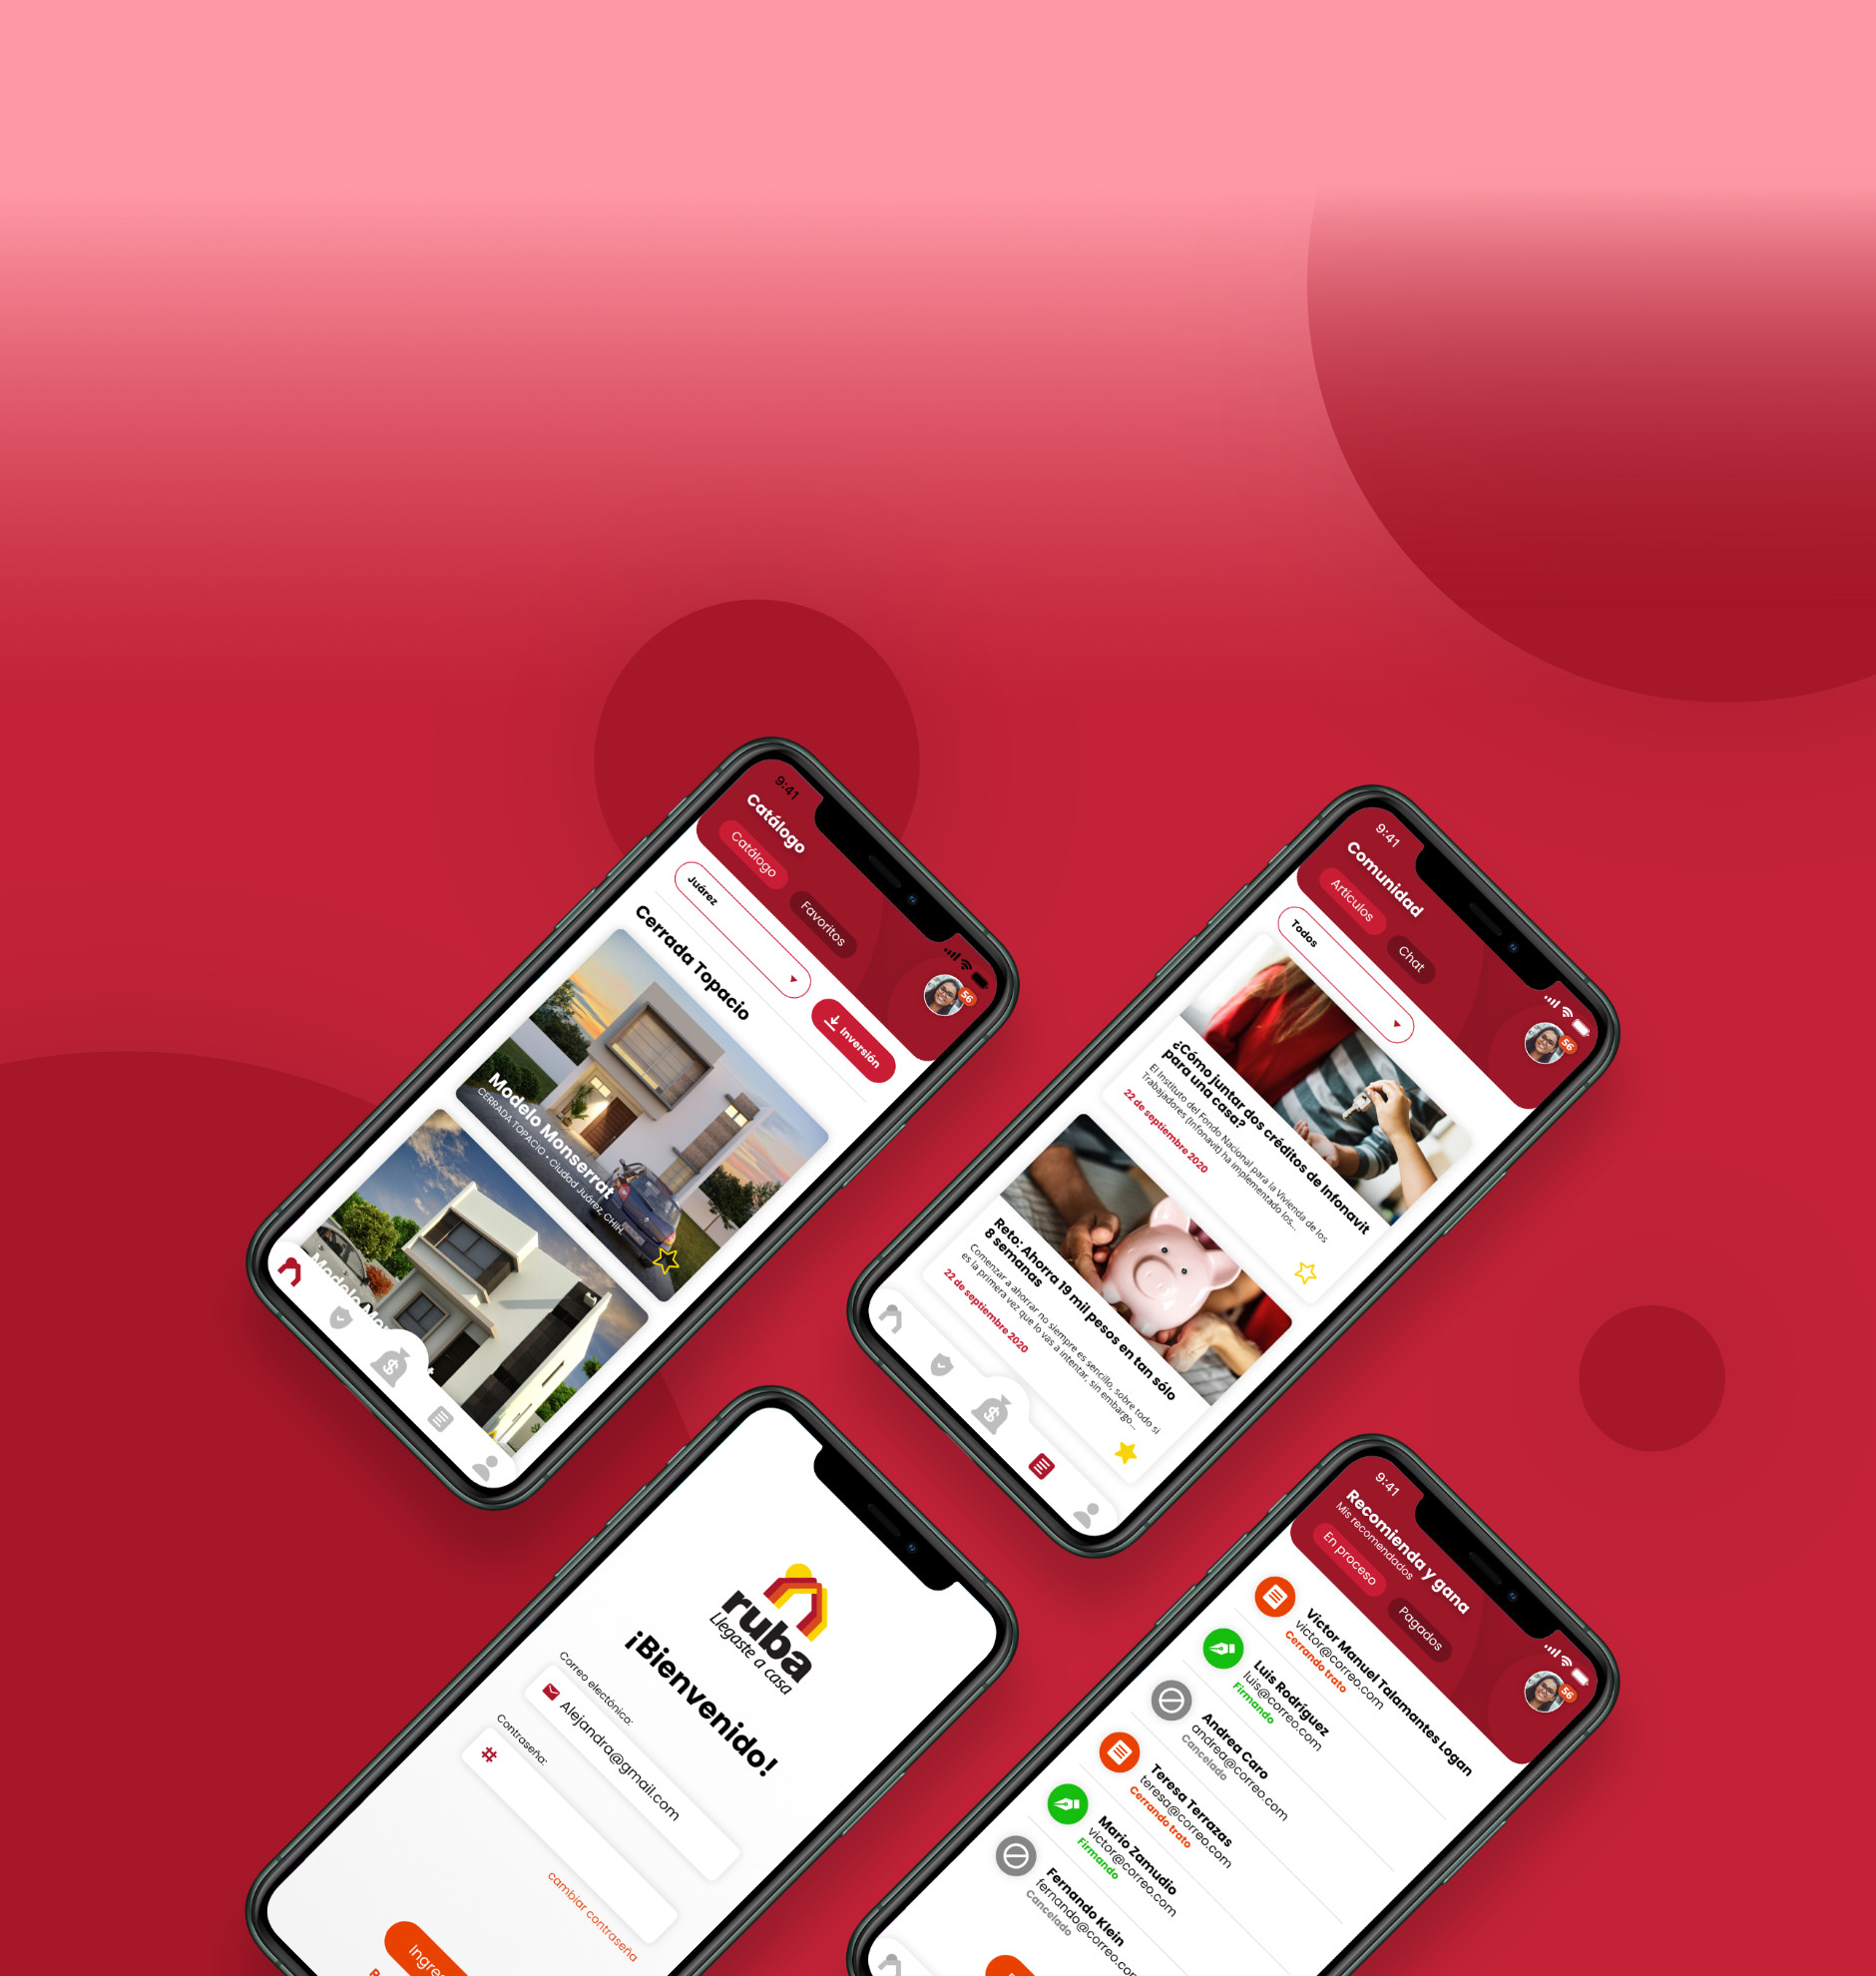 9:41
Catálogo
Catálogo
Favoritos
56
Juárez
Inversión
Cerrada Topacio
Modelo Monserrat
CERRADA TOPACIO • Ciudad Juárez, CHIH.
Modelo
9:41
Comunidad
Artículos
Chat
56
Todos
¿Cómo juntar dos créditos de Infonavit
para una casa?
El Instituto del Fondo Nacional para la Vivienda de los
Trabajadores (Infonavit) ha implementado los...
22 de septiembre 2020
Reto: Ahorra 19 mil pesos en tan sólo
8 semanas
Comenzar a ahorrar no siempre es sencillo, sobre todo si
es la primera vez que lo vas a intentar, sin embargo...
22 de septiembre 2020
ruba
Llegaste a casa
¡Bienvenido!
Correo electónico:
Alejandra@gmail.com
Contraseña:
cambiar contraseña
9:41
Recomienda y gana
Mis recomendados
En proceso
Pagados
56
Victor Manuel Talamantes Logan
victor@correo.com
Cerrando trato
Luis Rodríguez
luis@correo.com
Firmando
Andrea Caro
andrea@correo.com
Cancelado
Teresa Terrazas
teresa@correo.com
Cerrando trato
Mario Zamudio
victor@correo.com
Firmando
Fernando Klein
fernando@correo.co
Cancelado